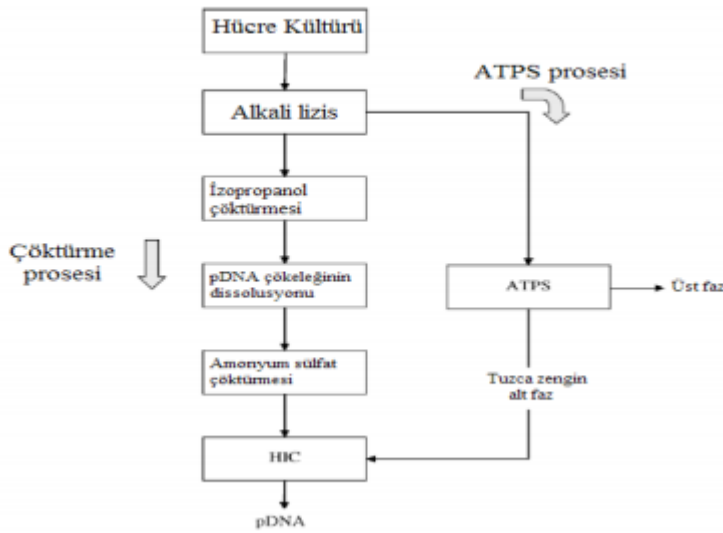 Hücre Kültürü
ATPS prosesi
Alkali lizis
İzopropanol
çöktürmesi
Çöktürme
prosesi
pDNA çökeleğinin
dissolusyonu
ATPS
Üst faz
Amonyum sülfat
çöktürmesi
Tuzca zengin
alt faz
HIC
pDNA